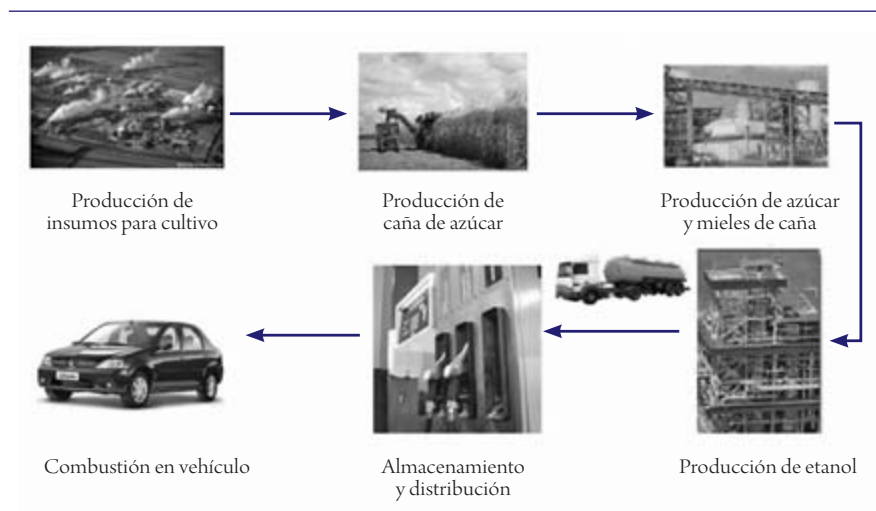 Producción de
insumos para cultivo
Producción de
caña de azúcar
Producción de azúcar
y mieles de caña
Combustión en vehículo
Almacenamiento
y distribución
Producción de etanol